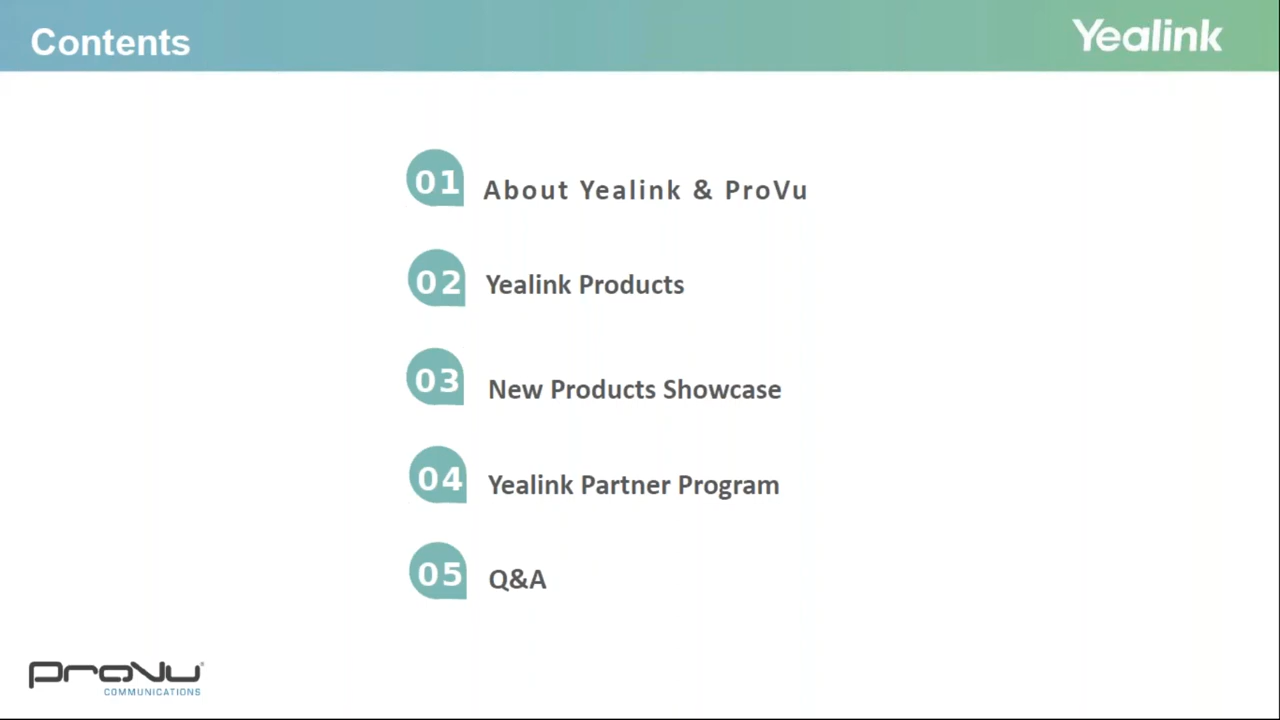 Contents
Yealink
01 About Yealink & ProVu
02 Yealink Products
03 New Products Showcase
04 Yealink Partner Program
05 Q&A
ProVu®
COMMUNICATIONS